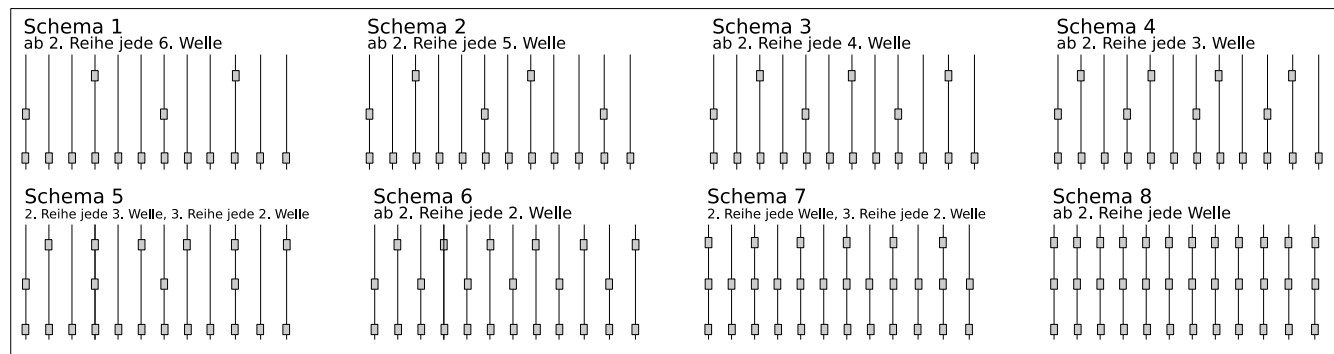 Schema 1
ab 2. Reihe jede 6. Welle
Schema 2
ab 2. Reihe jede 5. Welle
Schema 3
ab 2. Reihe jede 4. Welle
Schema 4
ab 2. Reihe jede 3. Welle
Schema 5
2. Reihe jede 3. Welle, 3. Reihe jede 2. Welle
Schema 6
ab 2. Reihe jede 2. Welle
Schema 7
2. Reihe jede Welle, 3. Reihe jede 2. Welle
Schema 8
ab 2. Reihe jede Welle